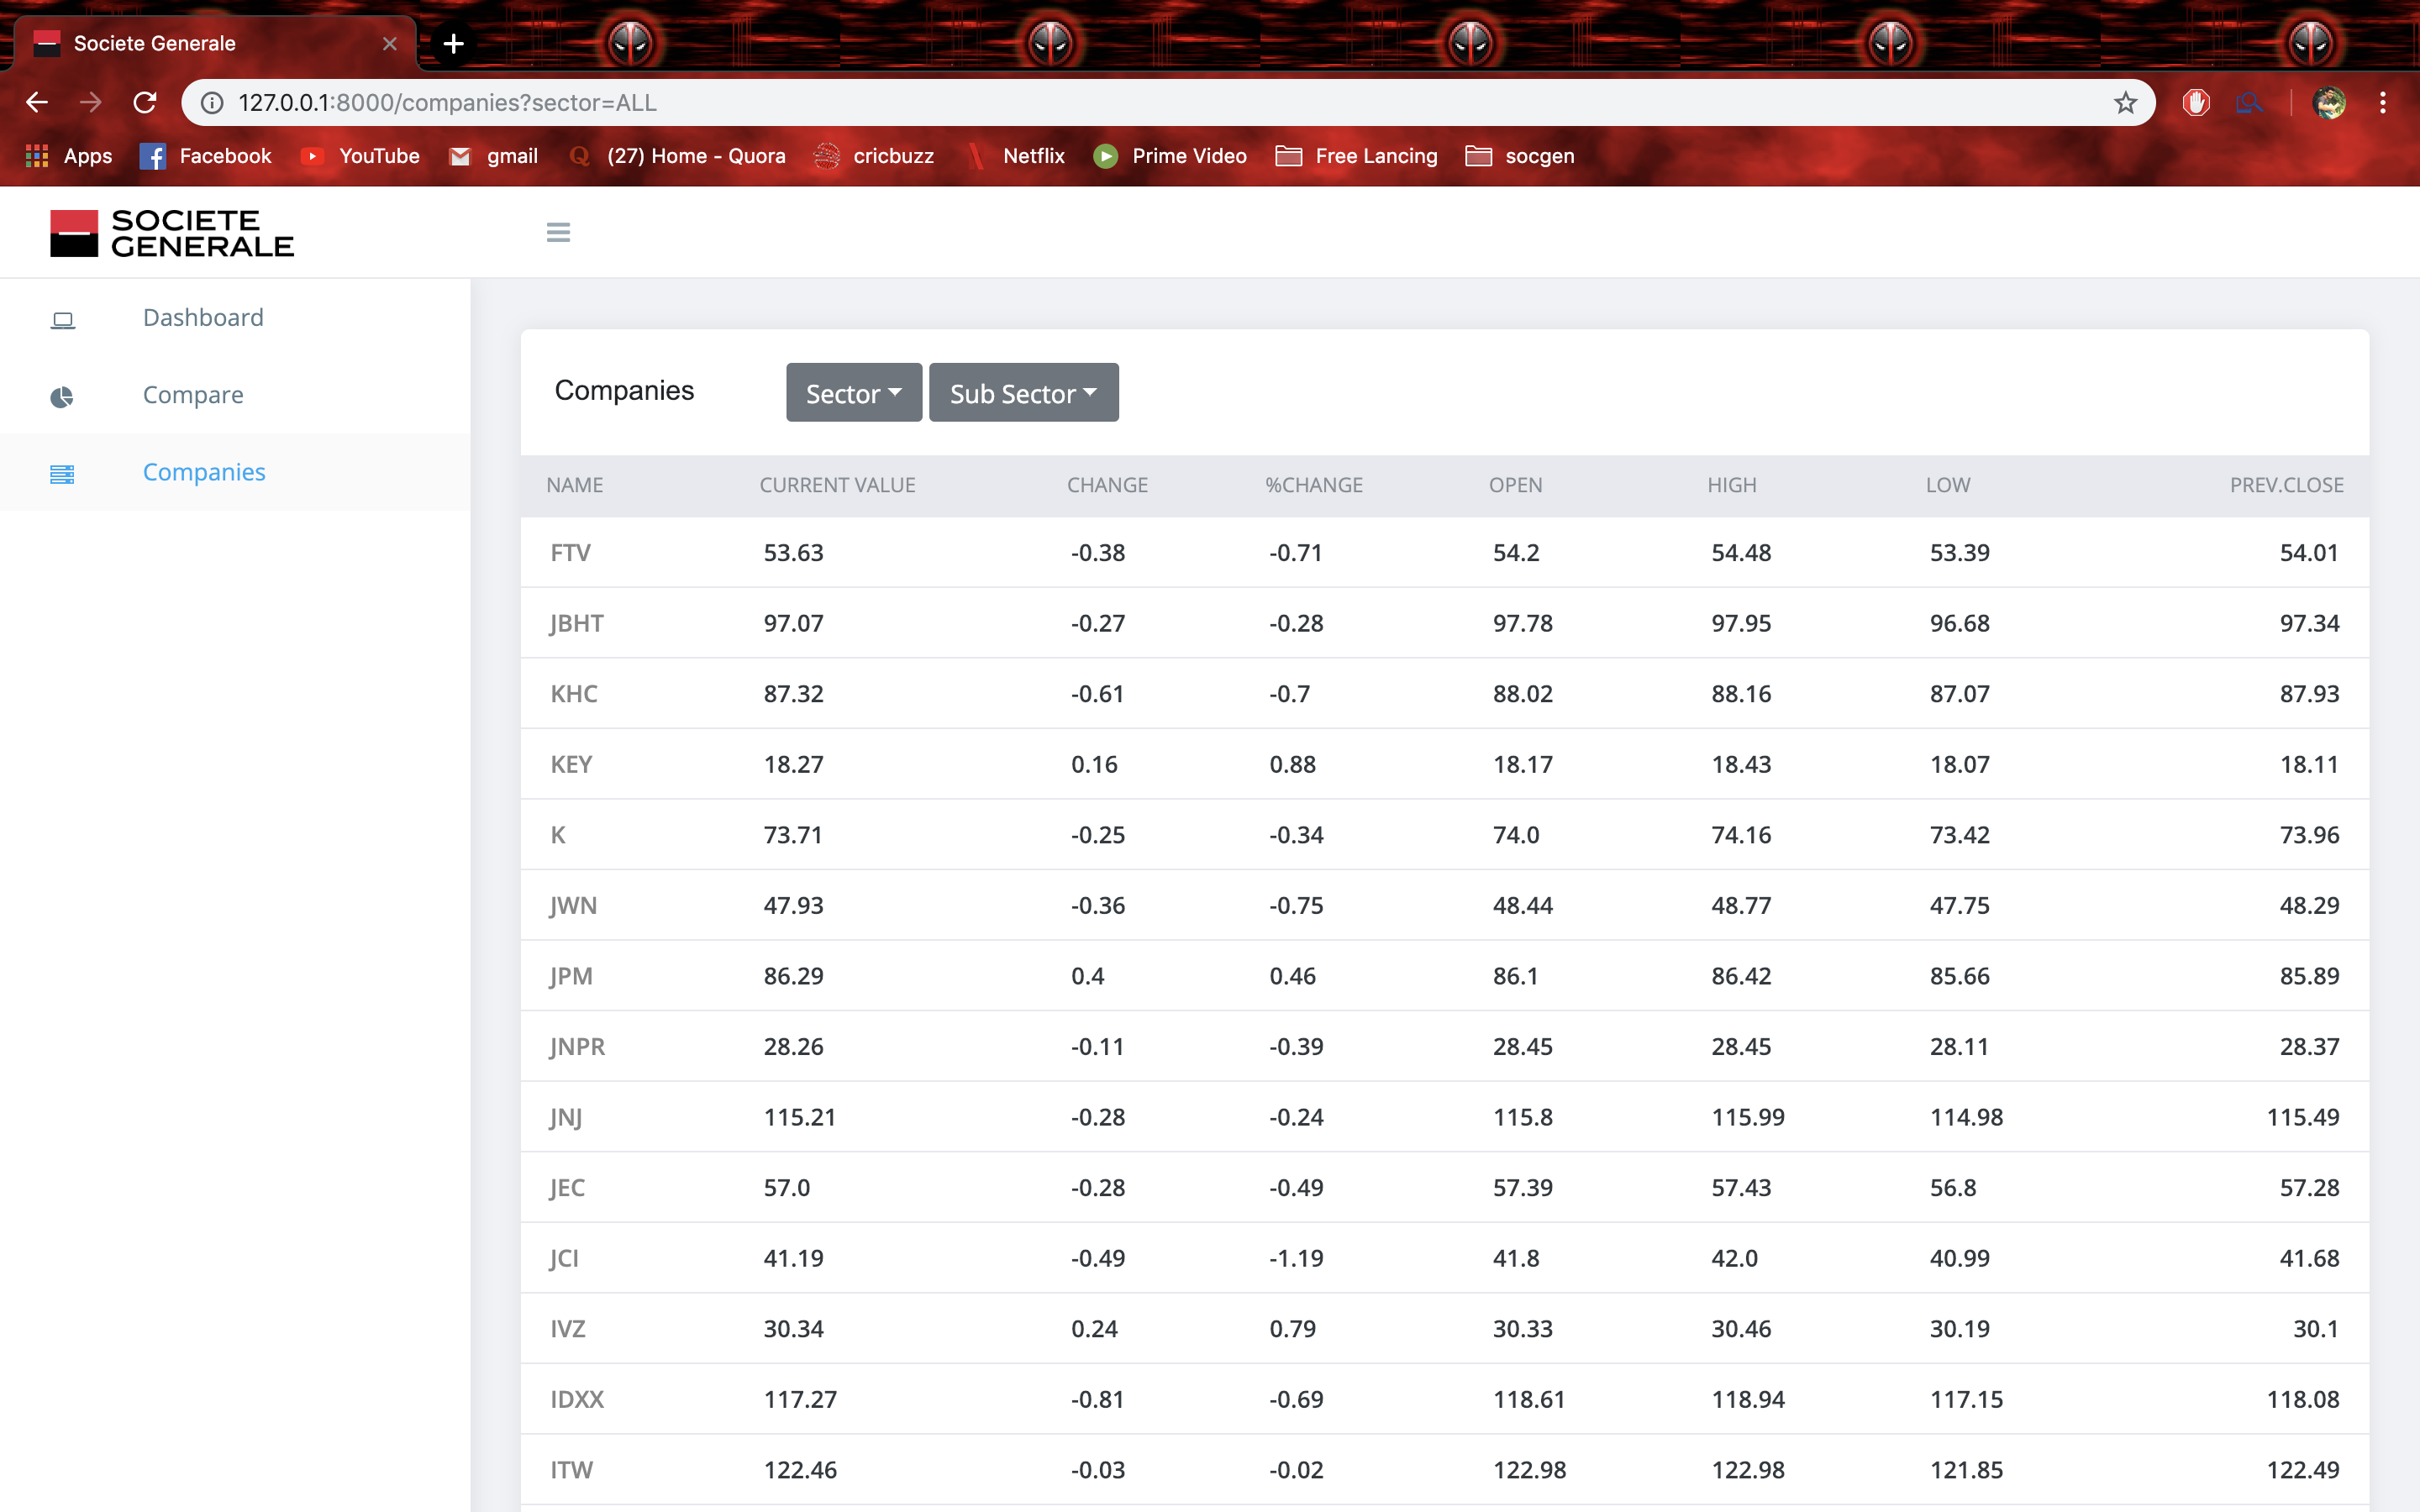 Societe Generale
127.0.0.1:8000/companies?sector=ALL
Apps Facebook YouTube gmail (27) Home - Quora cricbuzz Netflix Prime Video Free Lancing socgen
SOCIETE
GENERALE
Dashboard
Compare
Companies
Companies Sector Sub Sector
NAME CURRENT VALUE CHANGE %CHANGE OPEN HIGH LOW PREV.CLOSE
FTV 53.63 -0.38 -0.71 54.2 54.48 53.39 54.01
JBHT 97.07 -0.27 -0.28 97.78 97.95 96.68 97.34
KHC 87.32 -0.61 -0.7 88.02 88.16 87.07 87.93
KEY 18.27 0.16 0.88 18.17 18.43 18.07 18.11
K 73.71 -0.25 -0.34 74.0 74.16 73.42 73.96
JWN 47.93 -0.36 -0.75 48.44 48.77 47.75 48.29
JPM 86.29 0.4 0.46 86.1 86.42 85.66 85.89
JNPR 28.26 -0.11 -0.39 28.45 28.45 28.11 28.37
JNJ 115.21 -0.28 -0.24 115.8 115.99 114.98 115.49
JEC 57.0 -0.28 -0.49 57.39 57.43 56.8 57.28
JCI 41.19 -0.49 -1.19 41.8 42.0 40.99 41.68
IVZ 30.34 0.24 0.79 30.33 30.46 30.19 30.1
IDXX 117.27 -0.81 -0.69 118.61 118.94 117.15 118.08
ITW 122.46 -0.03 -0.02 122.98 122.98 121.85 122.49